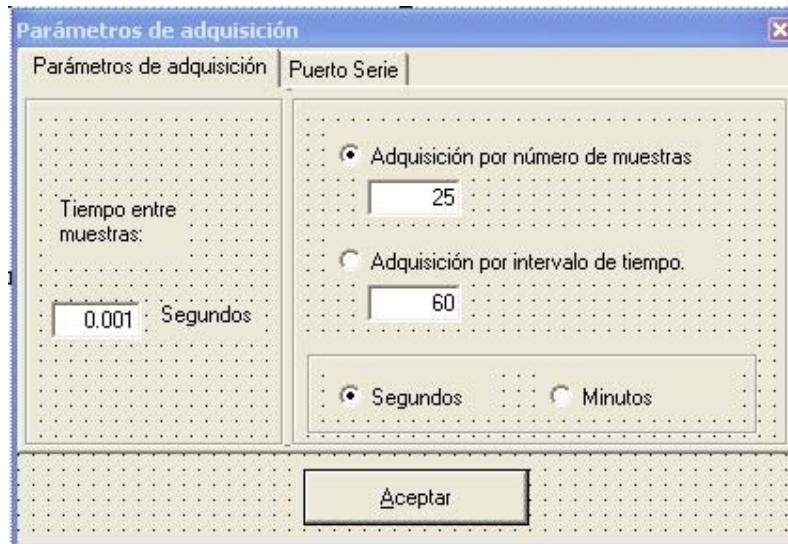 Parámetros de adquisición
Parámetros de adquisición
Puerto Serie
Tiempo entre
muestras:
0.001
Segundos
Adquisición por número de muestras
25
Adquisición por intervalo de tiempo.
60
Segundos
Minutos
Aceptar